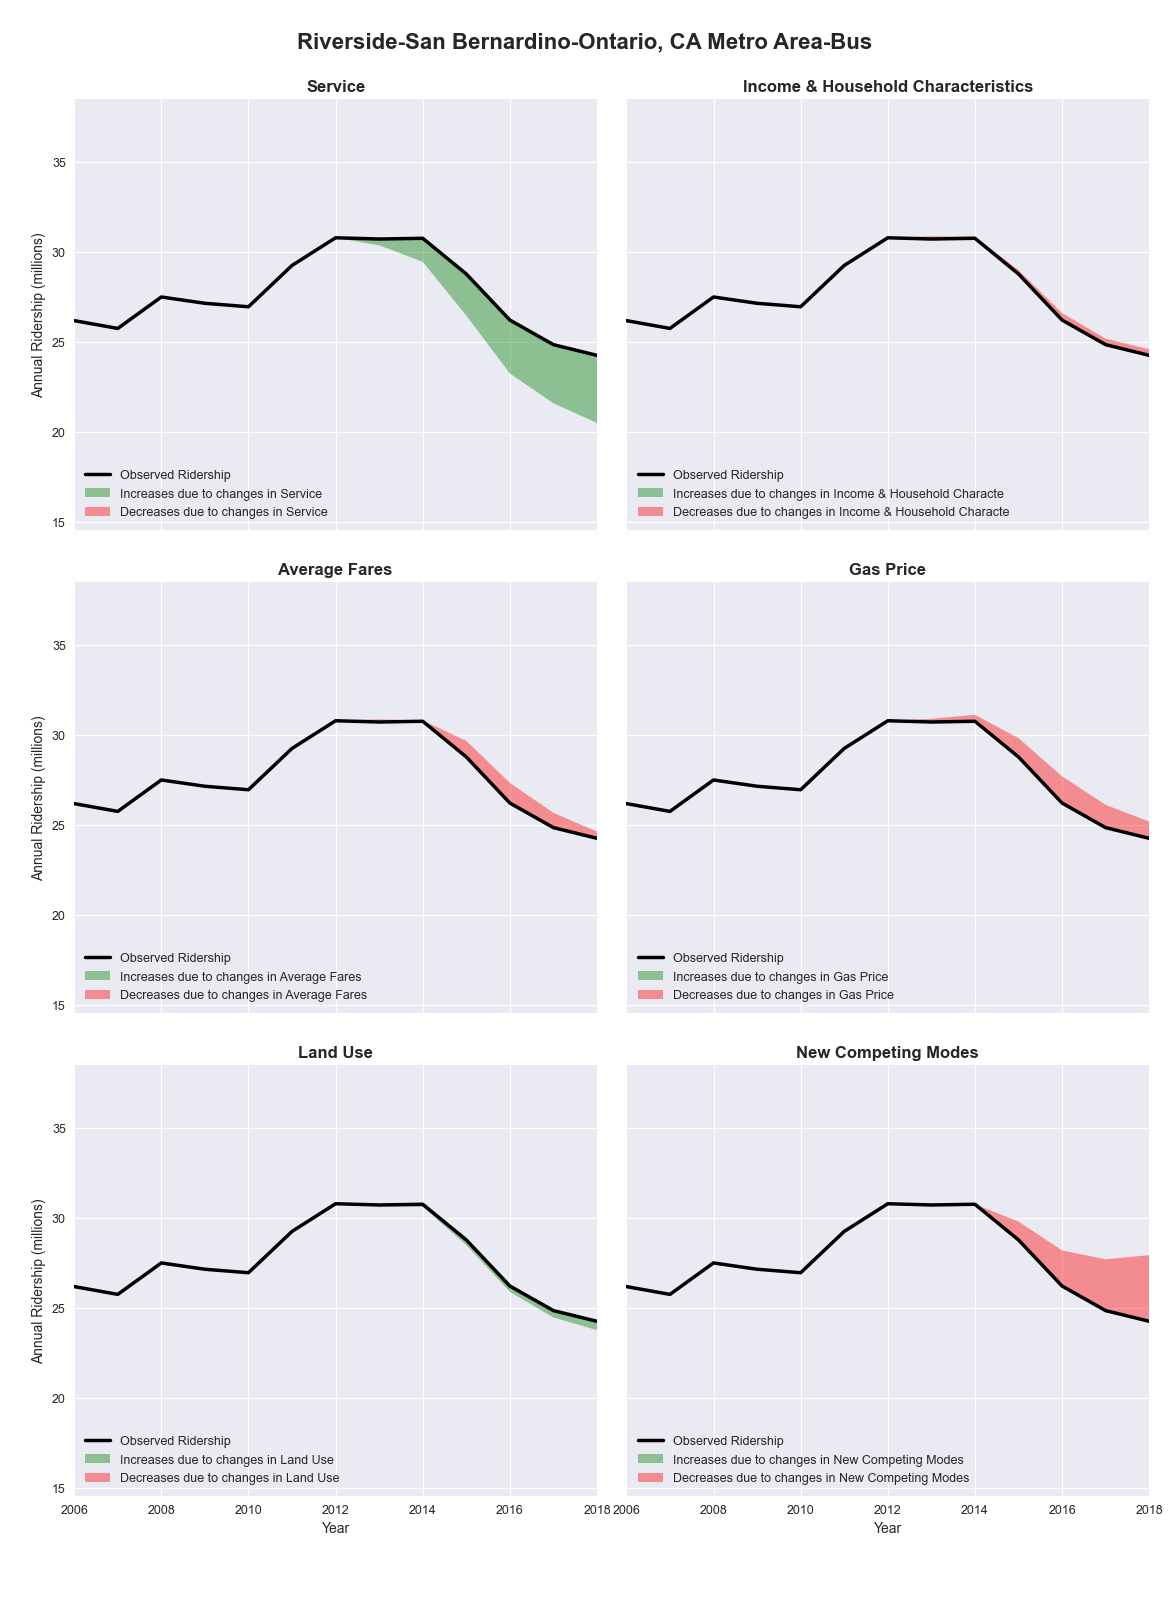 Riverside-San Bernardino-Ontario, CA Metro Area-Bus
Service
Annual Ridership (millions)
35
30
25
20
15
Observed Ridership
Increases due to changes in Service
Decreases due to changes in Service
Income & Household Characteristics
Observed Ridership
Increases due to changes in Income & Household Characte
Decreases due to changes in Income & Household Characte
Average Fares
Annual Ridership (millions)
35
30
25
20
15
Observed Ridership
Increases due to changes in Average Fares
Decreases due to changes in Average Fares
Gas Price
Observed Ridership
Increases due to changes in Gas Price
Decreases due to changes in Gas Price
Land Use
Annual Ridership (millions)
35
30
25
20
15
Observed Ridership
Increases due to changes in Land Use
Decreases due to changes in Land Use
2006 2008 2010 2012 2014 2016 2018
Year
New Competing Modes
Observed Ridership
Increases due to changes in New Competing Modes
Decreases due to changes in New Competing Modes
2006 2008 2010 2012 2014 2016 2018
Year